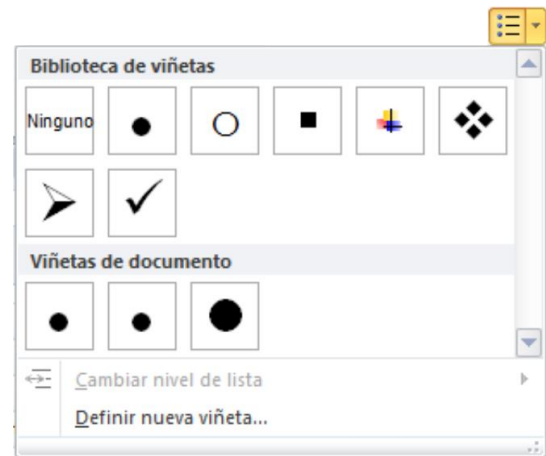 Biblioteca de viñetas
Ninguno
Viñetas de documento
Cambiar nivel de lista
Definir nueva viñeta...